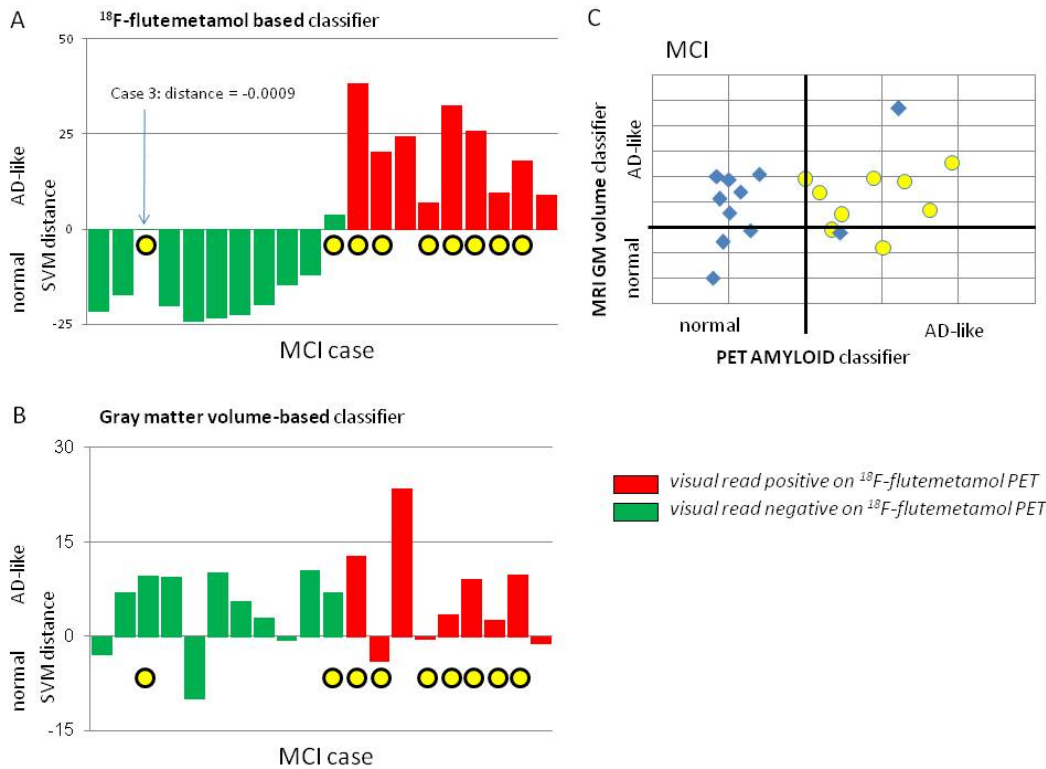 A
¹⁸F-flutemetamol based classifier
50
25
0
-25
AD-like
normal
SVM distance
Case 3: distance = -0.0009
MCI case
B
Gray matter volume-based classifier
30
15
0
-15
AD-like
normal
SVM distance
MCI case
C
MCI
MRI GM volume classifier
AD-like
normal
normal
AD-like
PET AMYLOID classifier
visual read positive on ¹⁸F-flutemetamol PET
visual read negative on ¹⁸F-flutemetamol PET